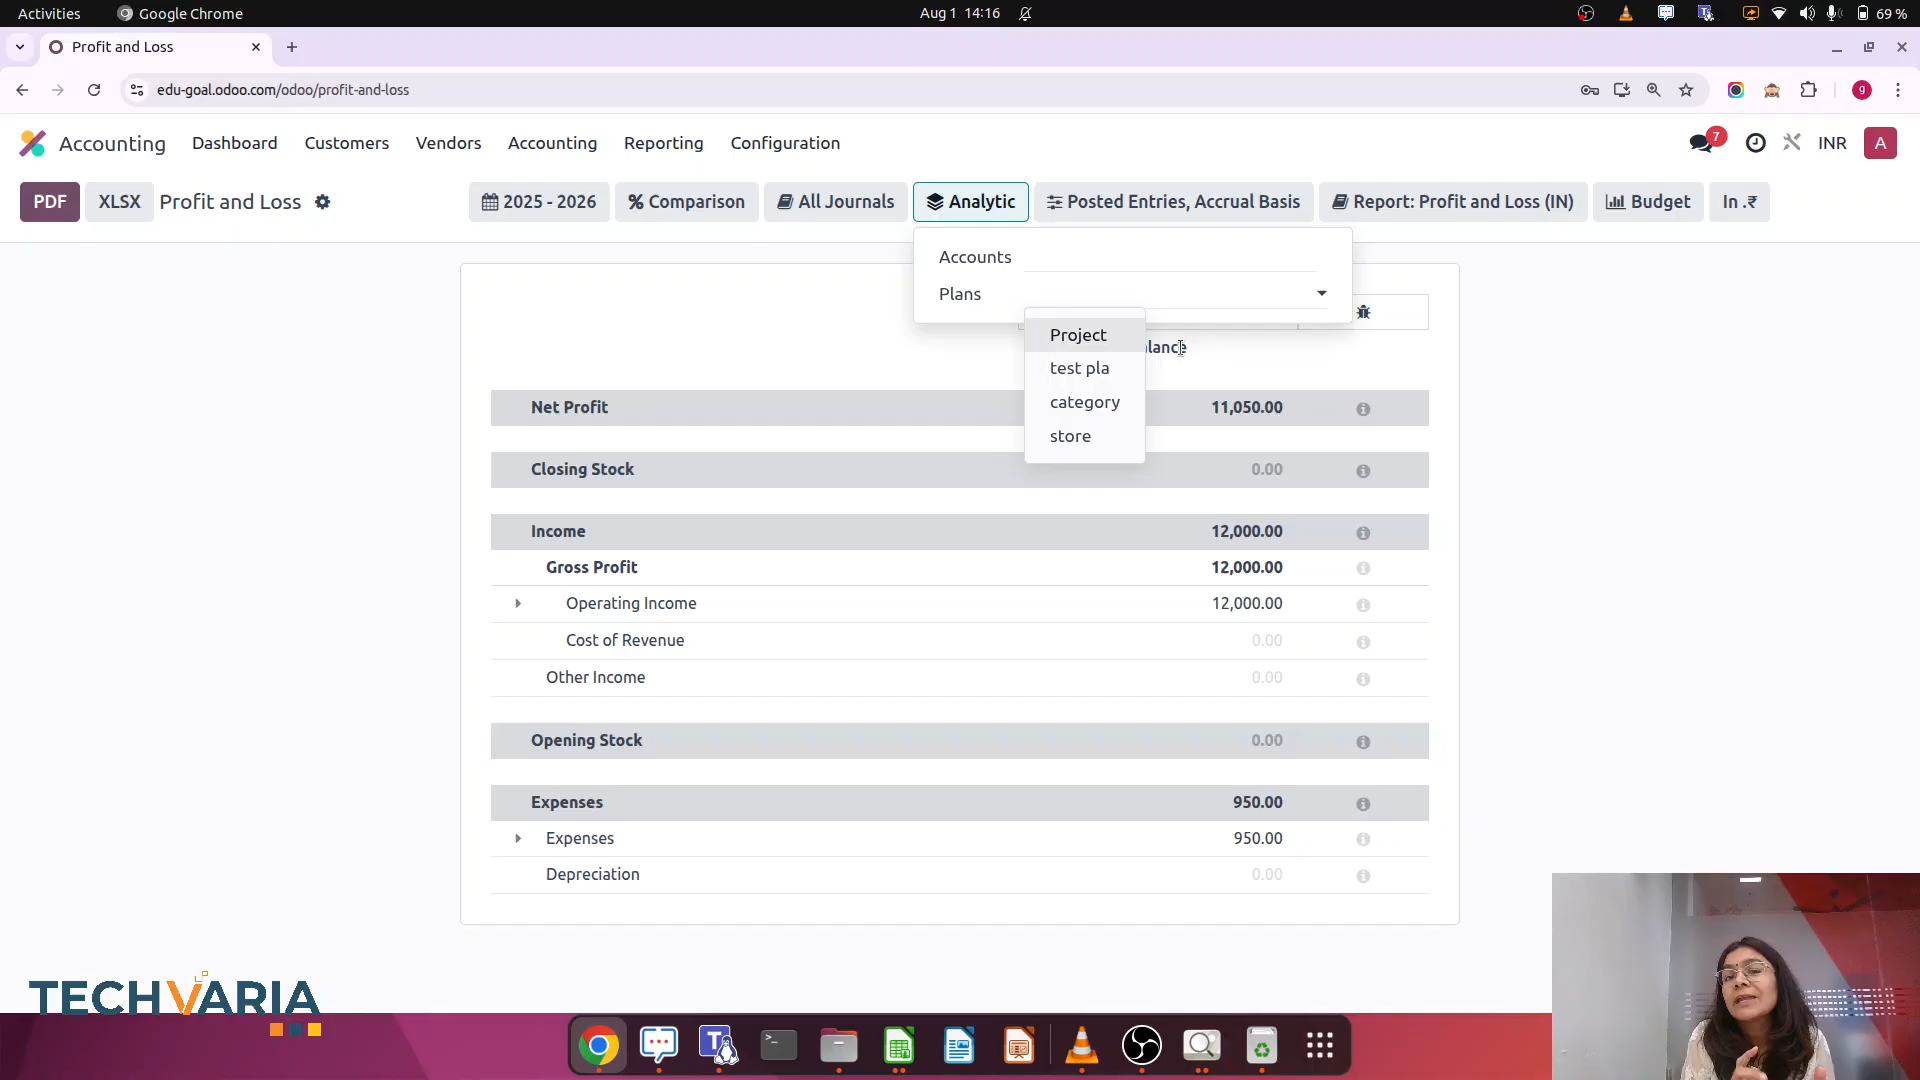 Activities Google Chrome Aug 1 14:16 69 %
Profit and Loss
edu-goal.odoo.com/odoo/profit-and-loss g
Accounting Dashboard Customers Vendors Accounting Reporting Configuration 7 INR A
PDF XLSX Profit and Loss 2025 - 2026 % Comparison All Journals Analytic Posted Entries, Accrual Basis Report: Profit and Loss (IN) Budget In .₹
Accounts
Plans
Project
test pla
category
store
lance
Net Profit 11,050.00
Closing Stock 0.00
Income 12,000.00
Gross Profit 12,000.00
Operating Income 12,000.00
Cost of Revenue 0.00
Other Income 0.00
Opening Stock 0.00
Expenses 950.00
Expenses 950.00
Depreciation 0.00
TECHVARIA